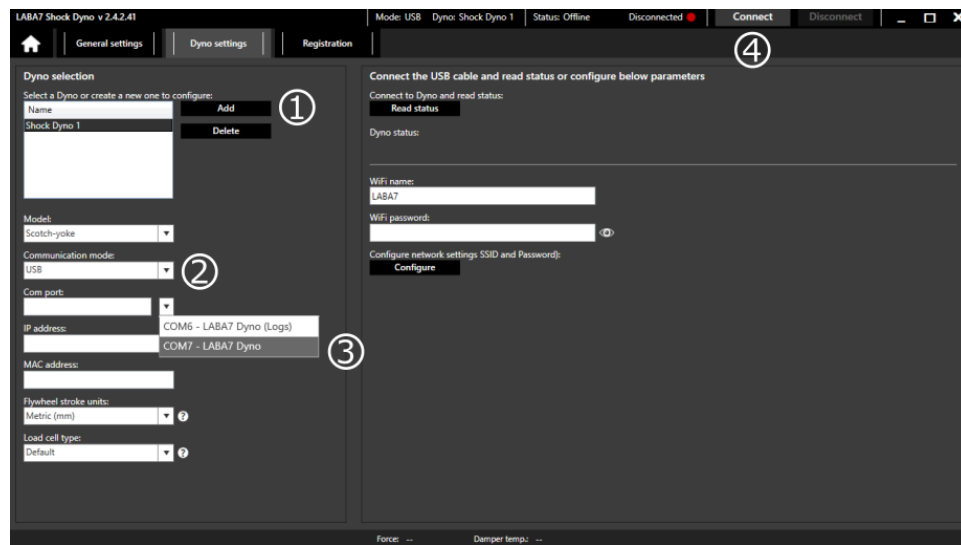 LABA7 Shock Dyno v 2.4.2.41
Mode: USB Dyno: Shock Dyno 1 Status: Offline Disconnected Connect Disconnect
General settings Dyno settings Registration
④
Dyno selection
Select a Dyno or create a new one to configure:
Name
Shock Dyno 1
Add
①
Delete
Model:
Scotch-yoke
Communication mode:
USB
②
Com port:
COM6 - LABA7 Dyno (Logs)
COM7 - LABA7 Dyno
③
IP address:
MAC address:
Flywheel stroke units:
Metric (mm)
?
Load cell type:
Default
?
Connect the USB cable and read status or configure below parameters
Connect to Dyno and read status:
Read status
Dyno status:
WiFi name:
LABA7
WiFi password:
Configure network settings SSID and Password):
Configure
Force: -- Damper temp.: --